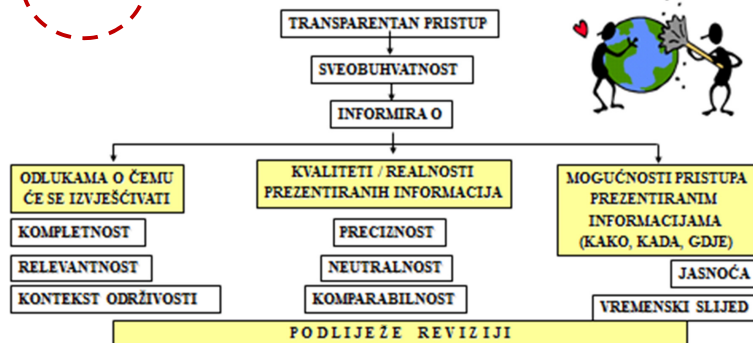 TRANSPARENTAN PRISTUP
SVEOBUHVATNOST
INFORMIRA O
ODLUKAMA O ČEMU
ĆE SE IZVJEŠĆIVATI
KOMPLETNOST
RELEVANTNOST
KONTEKST ODRŽIVOSTI
KVALITETI / REALNOSTI
PREZENTIRANIH INFORMACIJA
PRECIZNOST
NEUTRALNOST
KOMPARABILNOST
MOGUĆNOSTI PRISTUPA
PREZENTIRANIM
INFORMACIJAMA
(KAKO, KADA, GDJE)
JASNOĆA
VREMENSKI SLIJED
PODLIJEŽE REVIZIJI